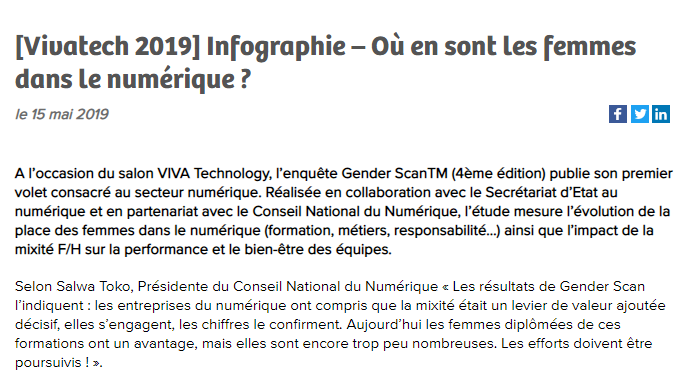 [Vivatech 2019] Infographie – Où en sont les femmes
dans le numérique ?
le 15 mai 2019
A l’occasion du salon VIVA Technology, l’enquête Gender ScanTM (4ème édition) publie son premier
volet consacré au secteur numérique. Réalisée en collaboration avec le Secrétariat d’Etat au
numérique et en partenariat avec le Conseil National du Numérique, l’étude mesure l’évolution de la
place des femmes dans le numérique (formation, métiers, responsabilité…) ainsi que l’impact de la
mixité F/H sur la performance et le bien-être des équipes.
Selon Salwa Toko, Présidente du Conseil National du Numérique « Les résultats de Gender Scan
l’indiquent : les entreprises du numérique ont compris que la mixité était un levier de valeur ajoutée
décisif, elles s’engagent, les chiffres le confirment. Aujourd’hui les femmes diplômées de ces
formations ont un avantage, mais elles sont encore trop peu nombreuses. Les efforts doivent être
poursuivis ! ».